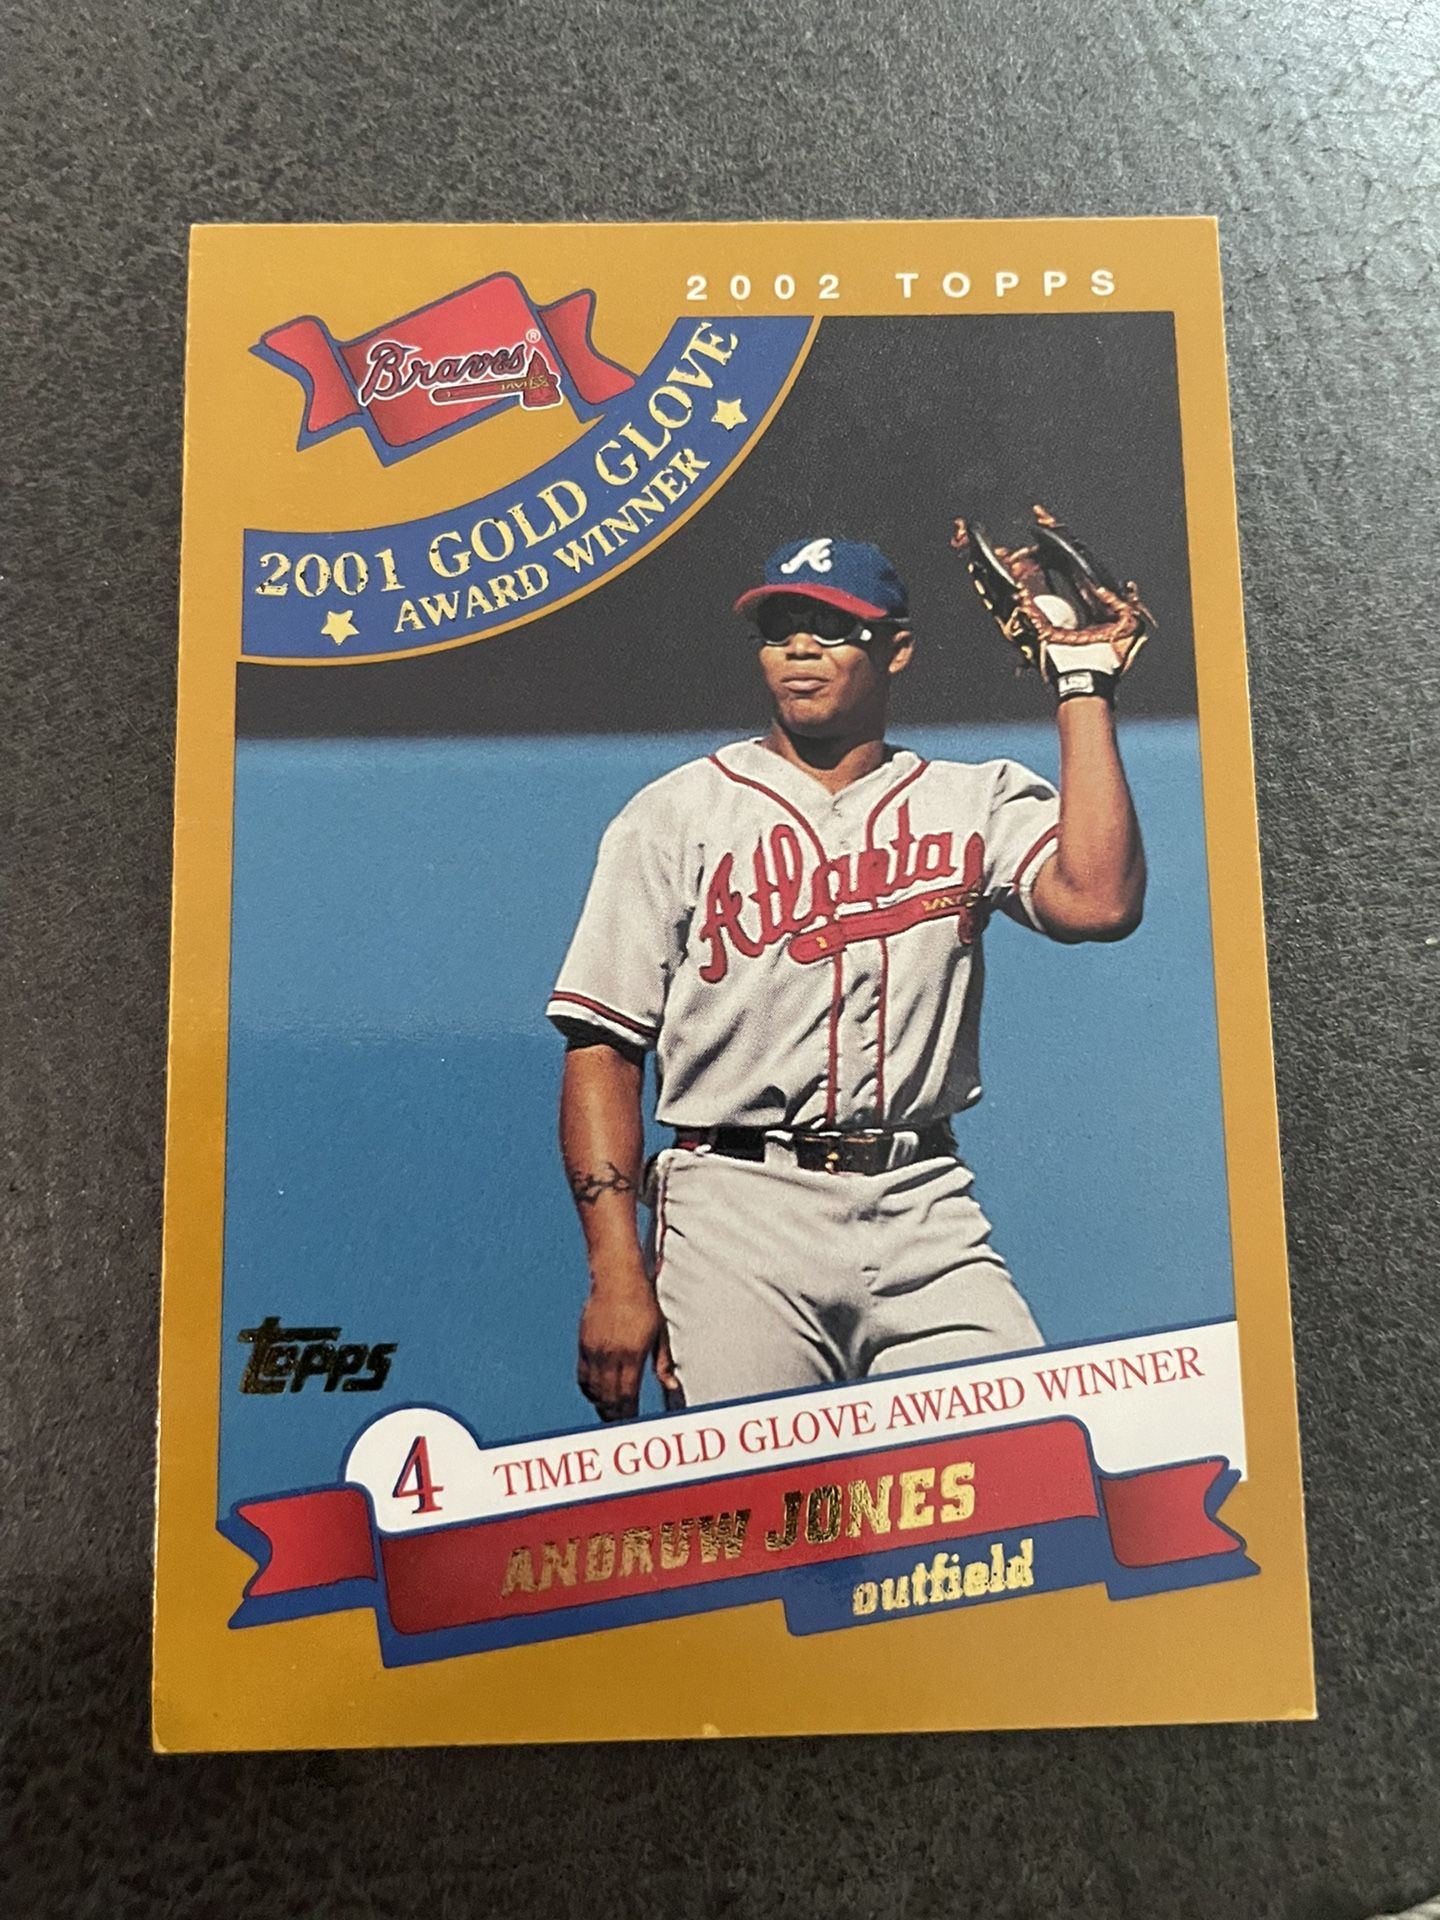 2002 TOPPS
Braves®
2001 GOLD GLOVE
AWARD WINNER
A
Atlanta
TOPPS
4 TIME GOLD GLOVE AWARD WINNER
ANDRUW JONES
outfield